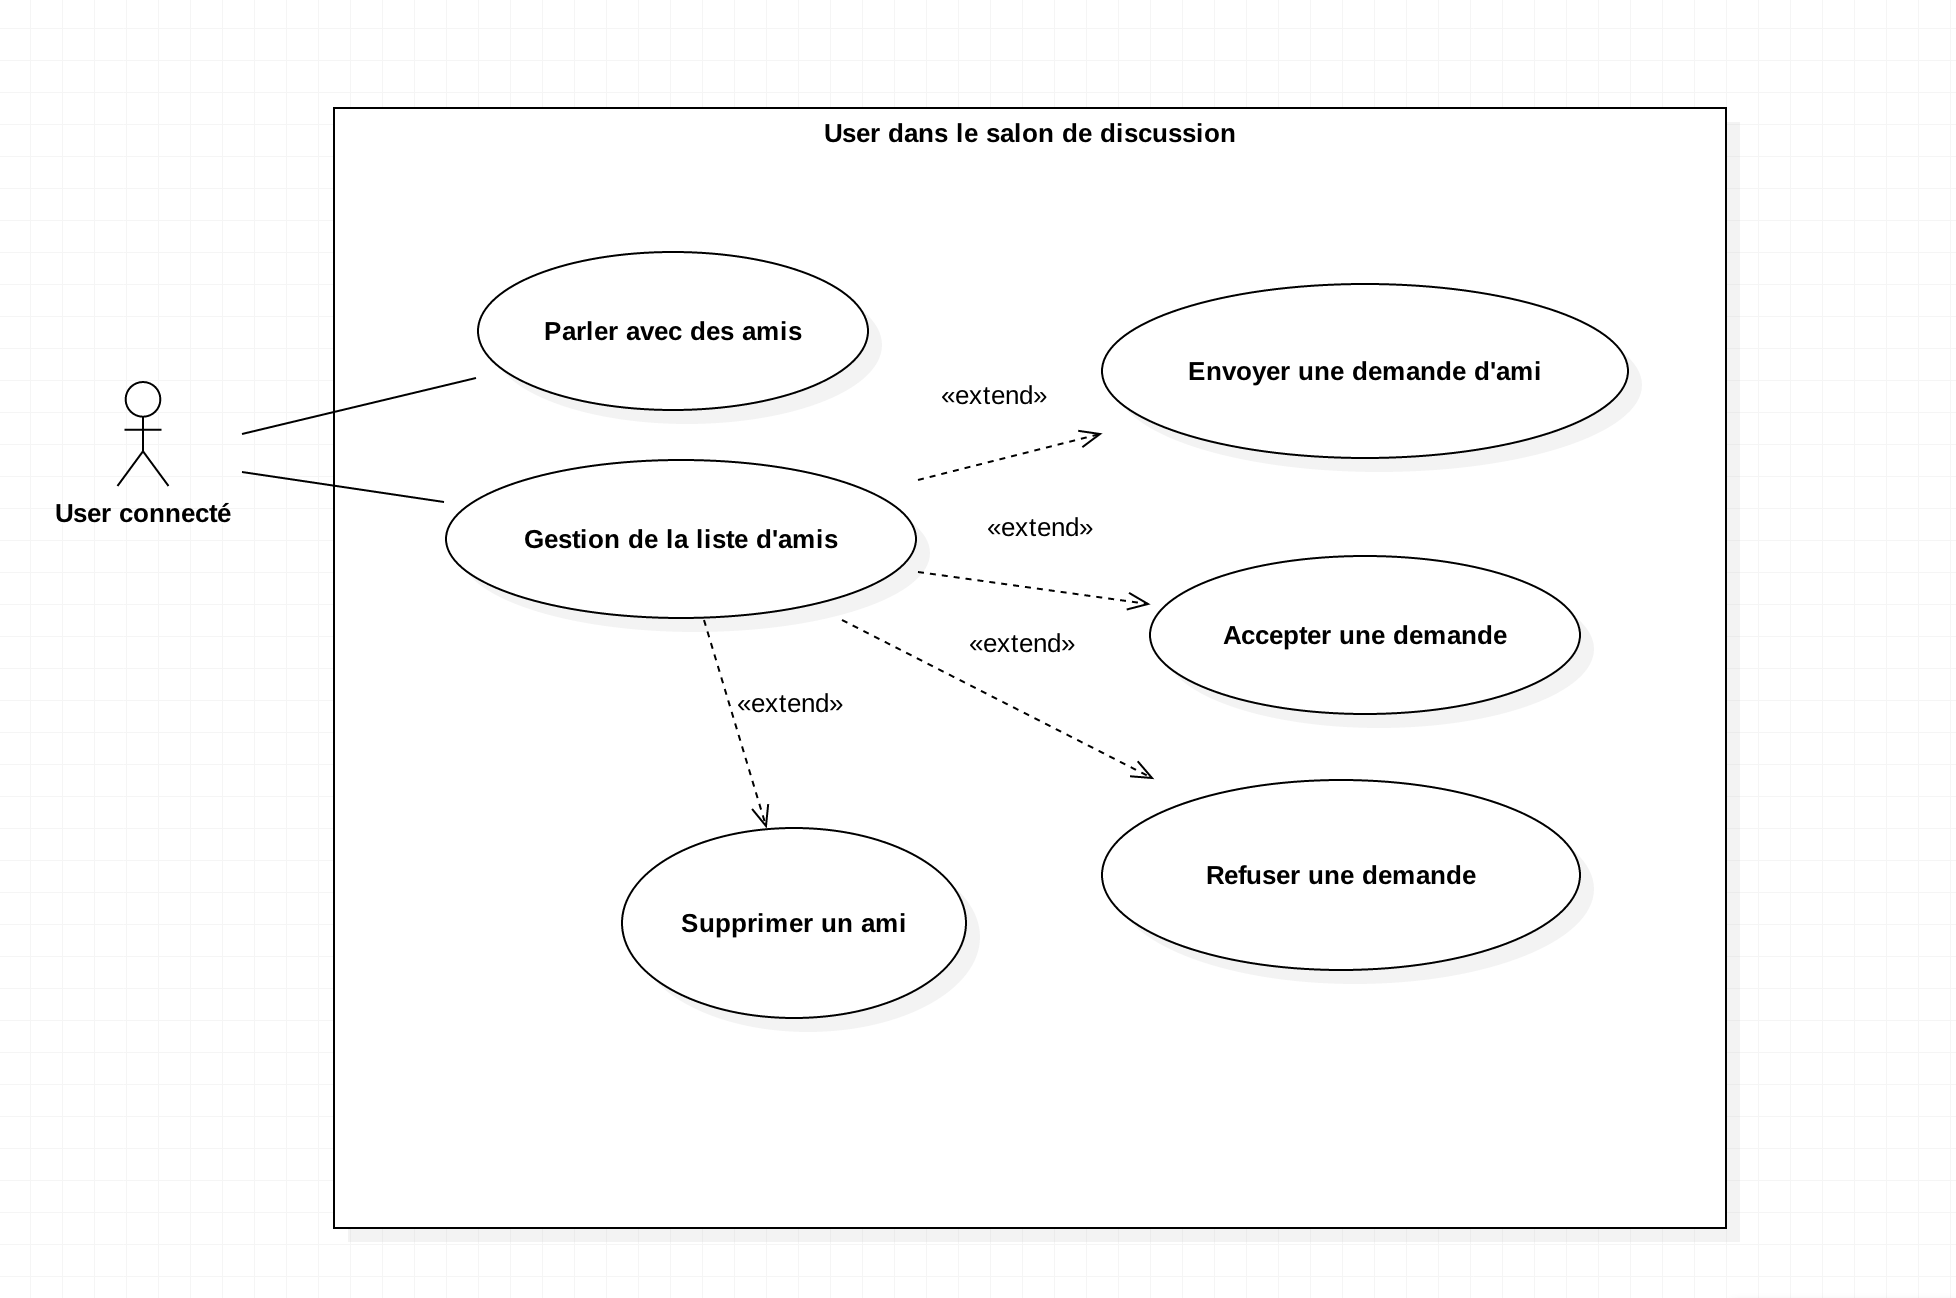 User dans le salon de discussion
Parler avec des amis
Envoyer une demande d'ami
«extend»
User connecté
Gestion de la liste d'amis
«extend»
Accepter une demande
«extend»
«extend»
Refuser une demande
Supprimer un ami